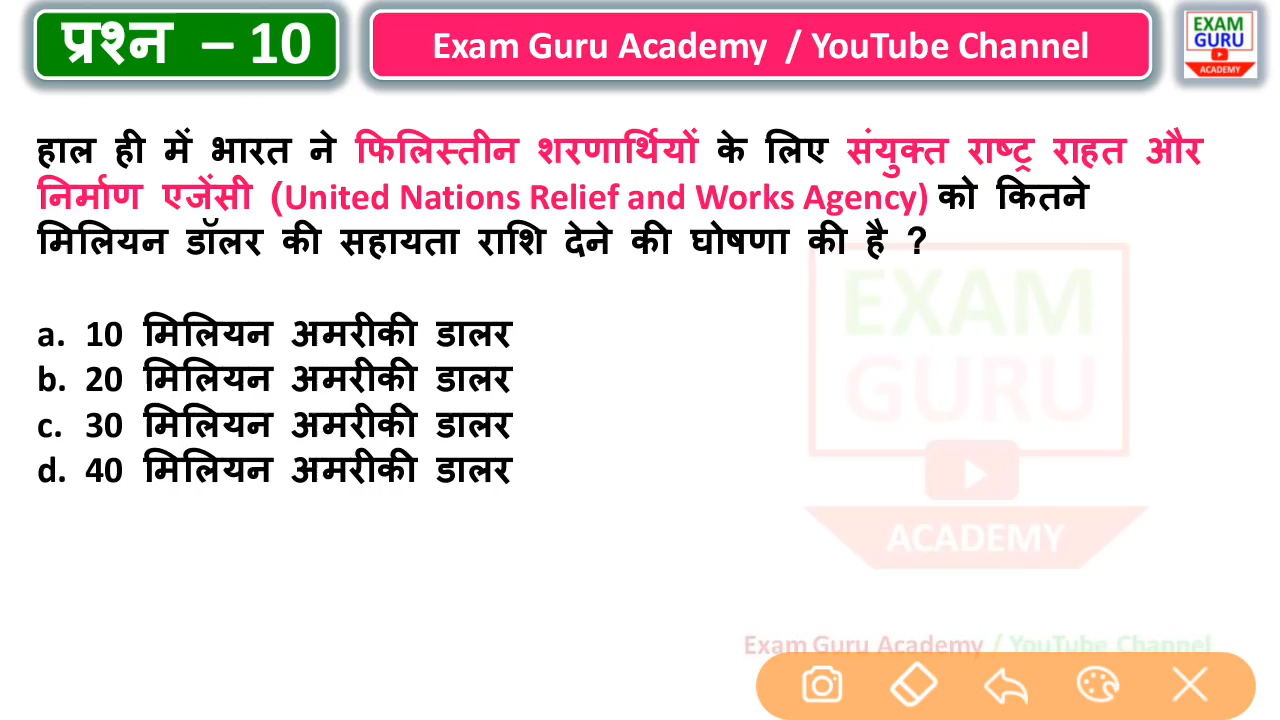 प्रश्न – 10
Exam Guru Academy / YouTube Channel
EXAM
GURU
ACADEMY
हाल ही में भारत ने फिलिस्तीन शरणार्थियों के लिए संयुक्त राष्ट्र राहत और
निर्माण एजेंसी (United Nations Relief and Works Agency) को कितने
मिलियन डॉलर की सहायता राशि देने की घोषणा की है ?
a. 10 मिलियन अमरीकी डालर
b. 20 मिलियन अमरीकी डालर
c. 30 मिलियन अमरीकी डालर
d. 40 मिलियन अमरीकी डालर
EXAM
GURU
ACADEMY
Exam Guru Academy / YouTube Channel